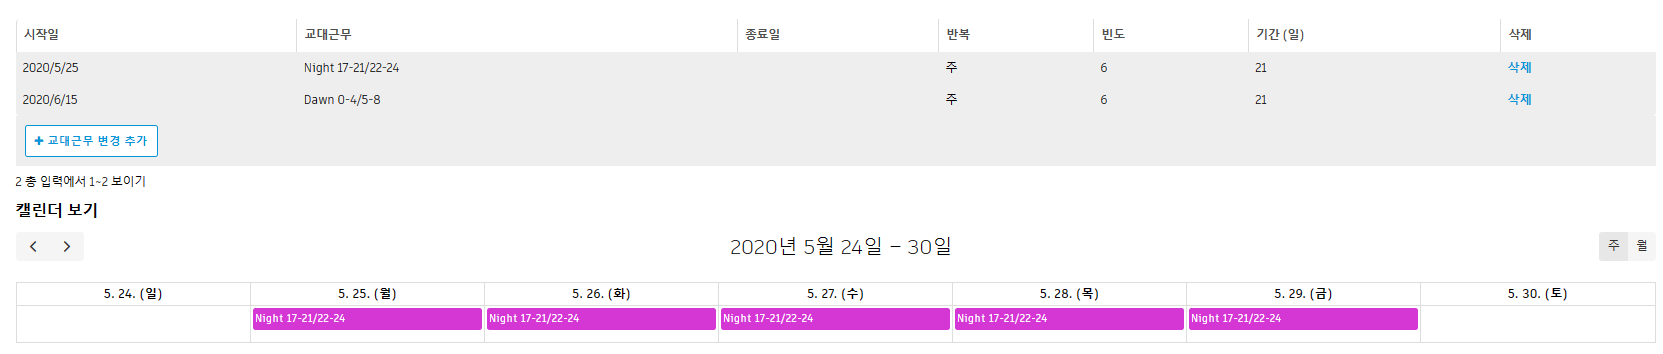 시작일 교대근무 종료일 반복 빈도 기간 (일) 삭제
2020/5/25 Night 17-21/22-24 주 6 21 삭제
2020/6/15 Dawn 0-4/5-8 주 6 21 삭제
+ 교대근무 변경 추가
2 총 입력에서 1~2 보이기
캘린더 보기
2020년 5월 24일 – 30일 주 월
5. 24. (일) 5. 25. (월) 5. 26. (화) 5. 27. (수) 5. 28. (목) 5. 29. (금) 5. 30. (토)
Night 17-21/22-24 Night 17-21/22-24 Night 17-21/22-24 Night 17-21/22-24 Night 17-21/22-24